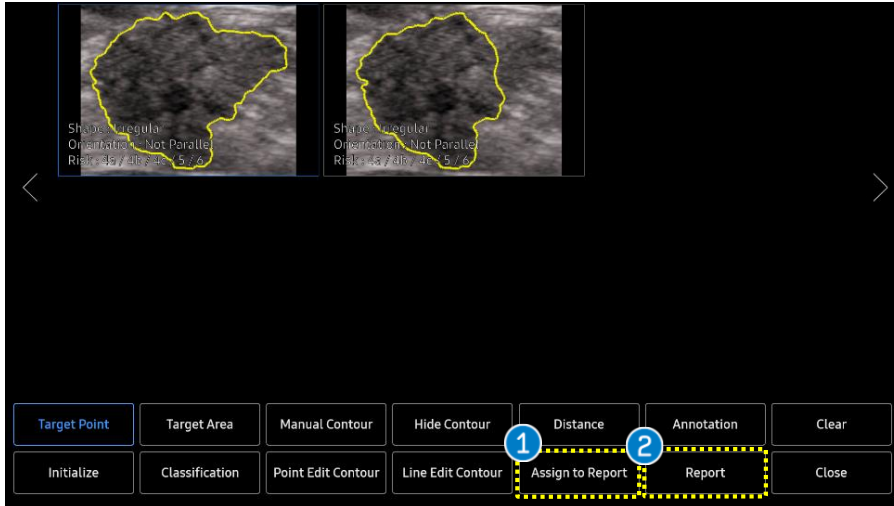 Shape : Irregular
Orientation : Not Parallel
Risk : 4a / 4b / 4c / 5 / 6
Shape : Irregular
Orientation : Not Parallel
Risk : 4a / 4b / 4c / 5 / 6
Target Point
Target Area
Manual Contour
Hide Contour
Distance
Annotation
Clear
1
2
Initialize
Classification
Point Edit Contour
Line Edit Contour
Assign to Report
Report
Close